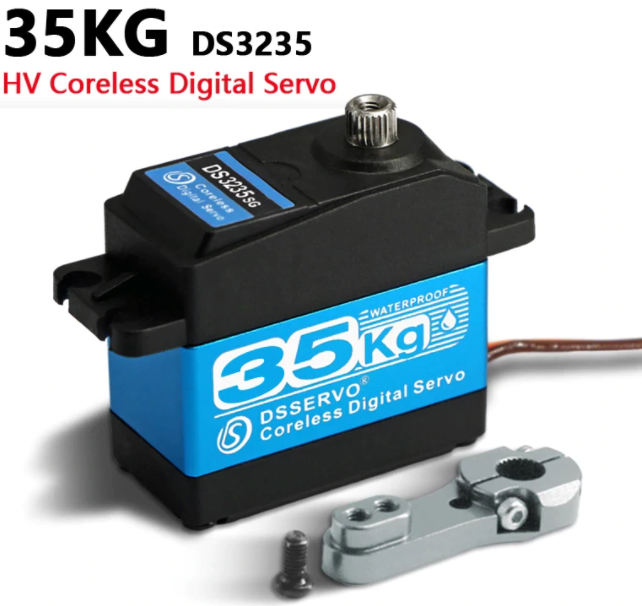 35KG DS3235
HV Coreless Digital Servo
DS3235SG
Coreless
Digital Servo
WATERPROOF
35Kg
DSSERVO®
Coreless Digital Servo